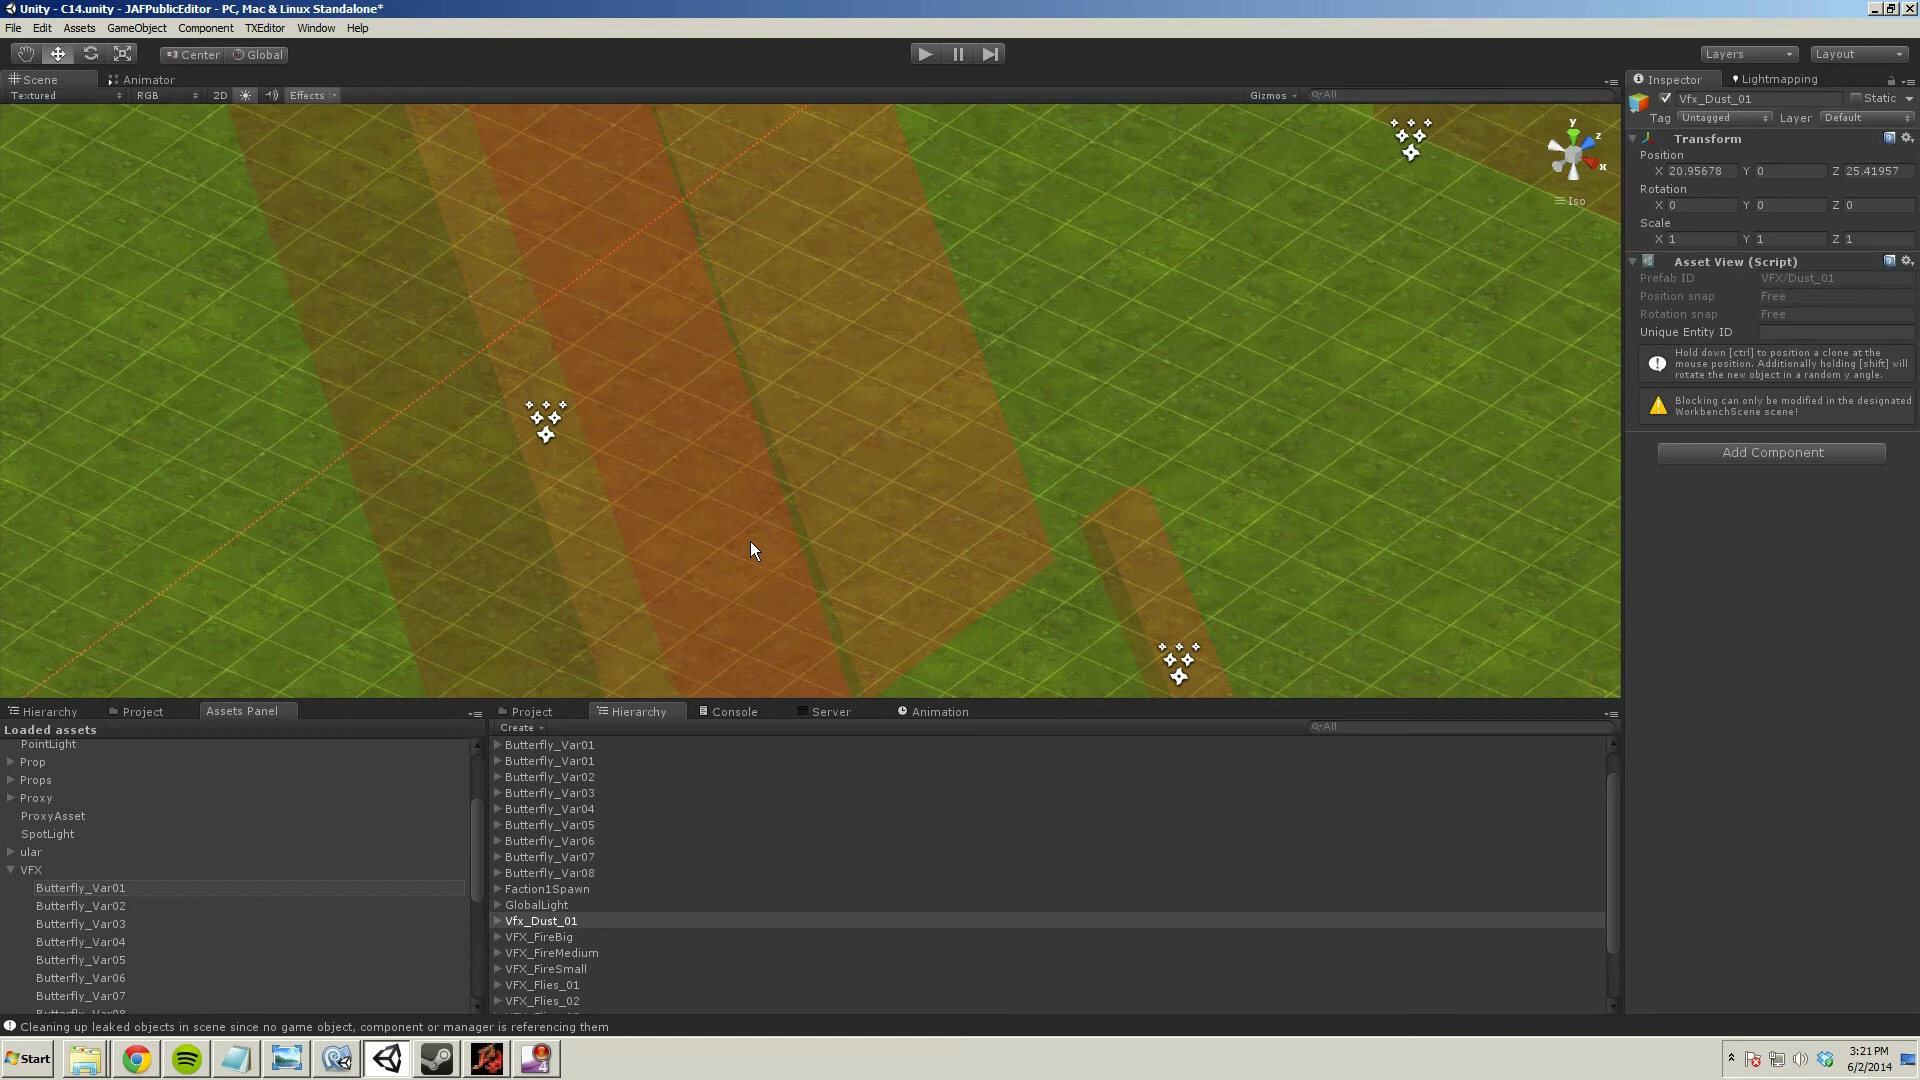 Unity - C14.unity - JAFPublicEditor - PC, Mac & Linux Standalone*
File Edit Assets GameObject Component TXEditor Window Help
Center Global
Layers Layout
Scene Animator
Textured RGB 2D Effects Gizmos All
Inspector Lightmapping
Vfx_Dust_01 Static
Tag Untagged Layer Default
Transform
Position
X 20.95678 Y 0 Z 25.41957
Rotation
X 0 Y 0 Z 0
Scale
X 1 Y 1 Z 1
y
z
x
Iso
Asset View (Script)
Prefab ID VFX/Dust_01
Position snap Free
Rotation snap Free
Unique Entity ID
Hold down [ctrl] to position a clone at the
mouse position. Additionally holding [shift] will
rotate the new object in a random y angle.
Blocking can only be modified in the designated
WorkbenchScene scene!
Add Component
Hierarchy Project Assets Panel
Loaded assets
PointLight
Prop
Props
Proxy
ProxyAsset
SpotLight
ular
VFX
Butterfly_Var01
Butterfly_Var02
Butterfly_Var03
Butterfly_Var04
Butterfly_Var05
Butterfly_Var06
Butterfly_Var07
Project Hierarchy Console Server Animation
Create All
Butterfly_Var01
Butterfly_Var01
Butterfly_Var02
Butterfly_Var03
Butterfly_Var04
Butterfly_Var05
Butterfly_Var06
Butterfly_Var07
Butterfly_Var08
Faction1Spawn
GlobalLight
Vfx_Dust_01
VFX_FireBig
VFX_FireMedium
VFX_FireSmall
VFX_Flies_01
VFX_Flies_02
Cleaning up leaked objects in scene since no game object, component or manager is referencing them
Start
4
3:21 PM
6/2/2014